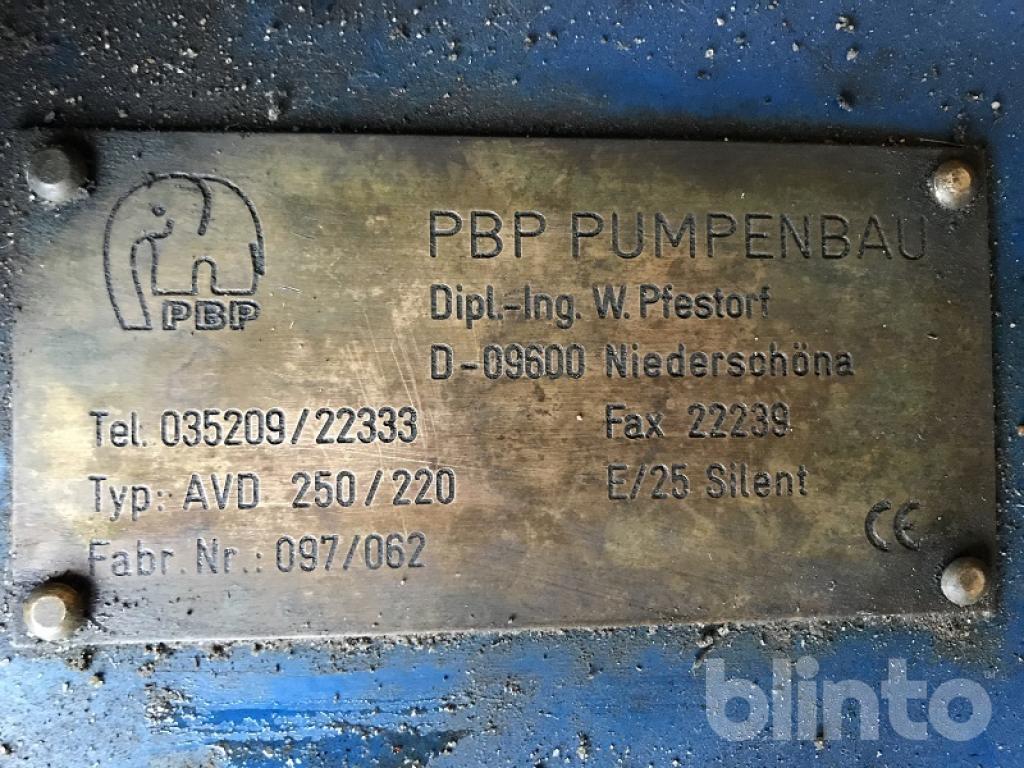 PBP
PBP PUMPENBAU
Dipl.-Ing. W. Pfestorf
D-09600 Niederschöna
Tel. 035209/22333 Fax 22239
Typ: AVD 250/220 E/25 Silent
Fabr. Nr.: 097/062
CE
blinto™